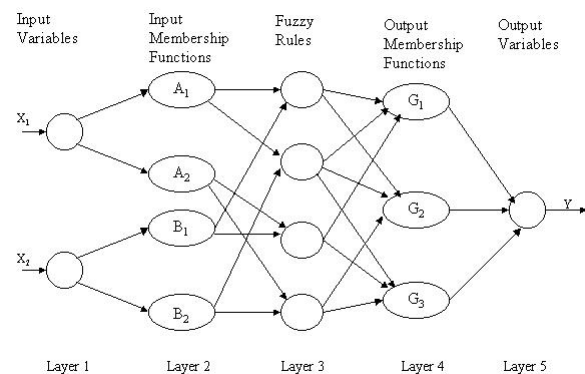 Input
Variables
Input
Membership
Functions
Fuzzy
Rules
Output
Membership
Functions
Output
Variables
X1
X2
A1
A2
B1
B2
G1
G2
G3
Y
Layer 1
Layer 2
Layer 3
Layer 4
Layer 5